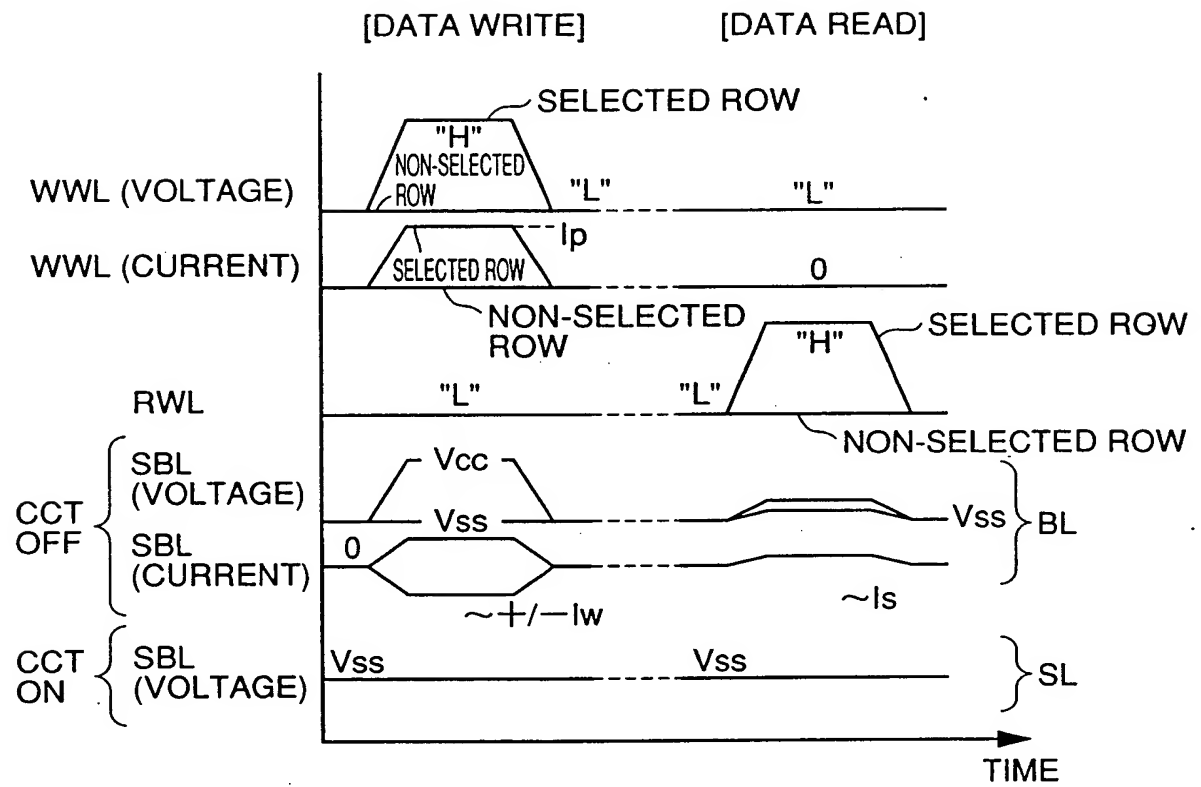 [DATA WRITE] [DATA READ]
SELECTED ROW
"H"
NON-SELECTED
ROW
WWL (VOLTAGE) "L" "L"
Ip
WWL (CURRENT) SELECTED ROW 0
NON-SELECTED
ROW
SELECTED ROW
"H"
RWL "L" "L"
NON-SELECTED ROW
CCT
OFF
SBL
(VOLTAGE)
Vcc
Vss
Vss
BL
SBL
(CURRENT)
0
~+/−Iw
~Is
CCT
ON
SBL
(VOLTAGE)
Vss Vss
SL
TIME